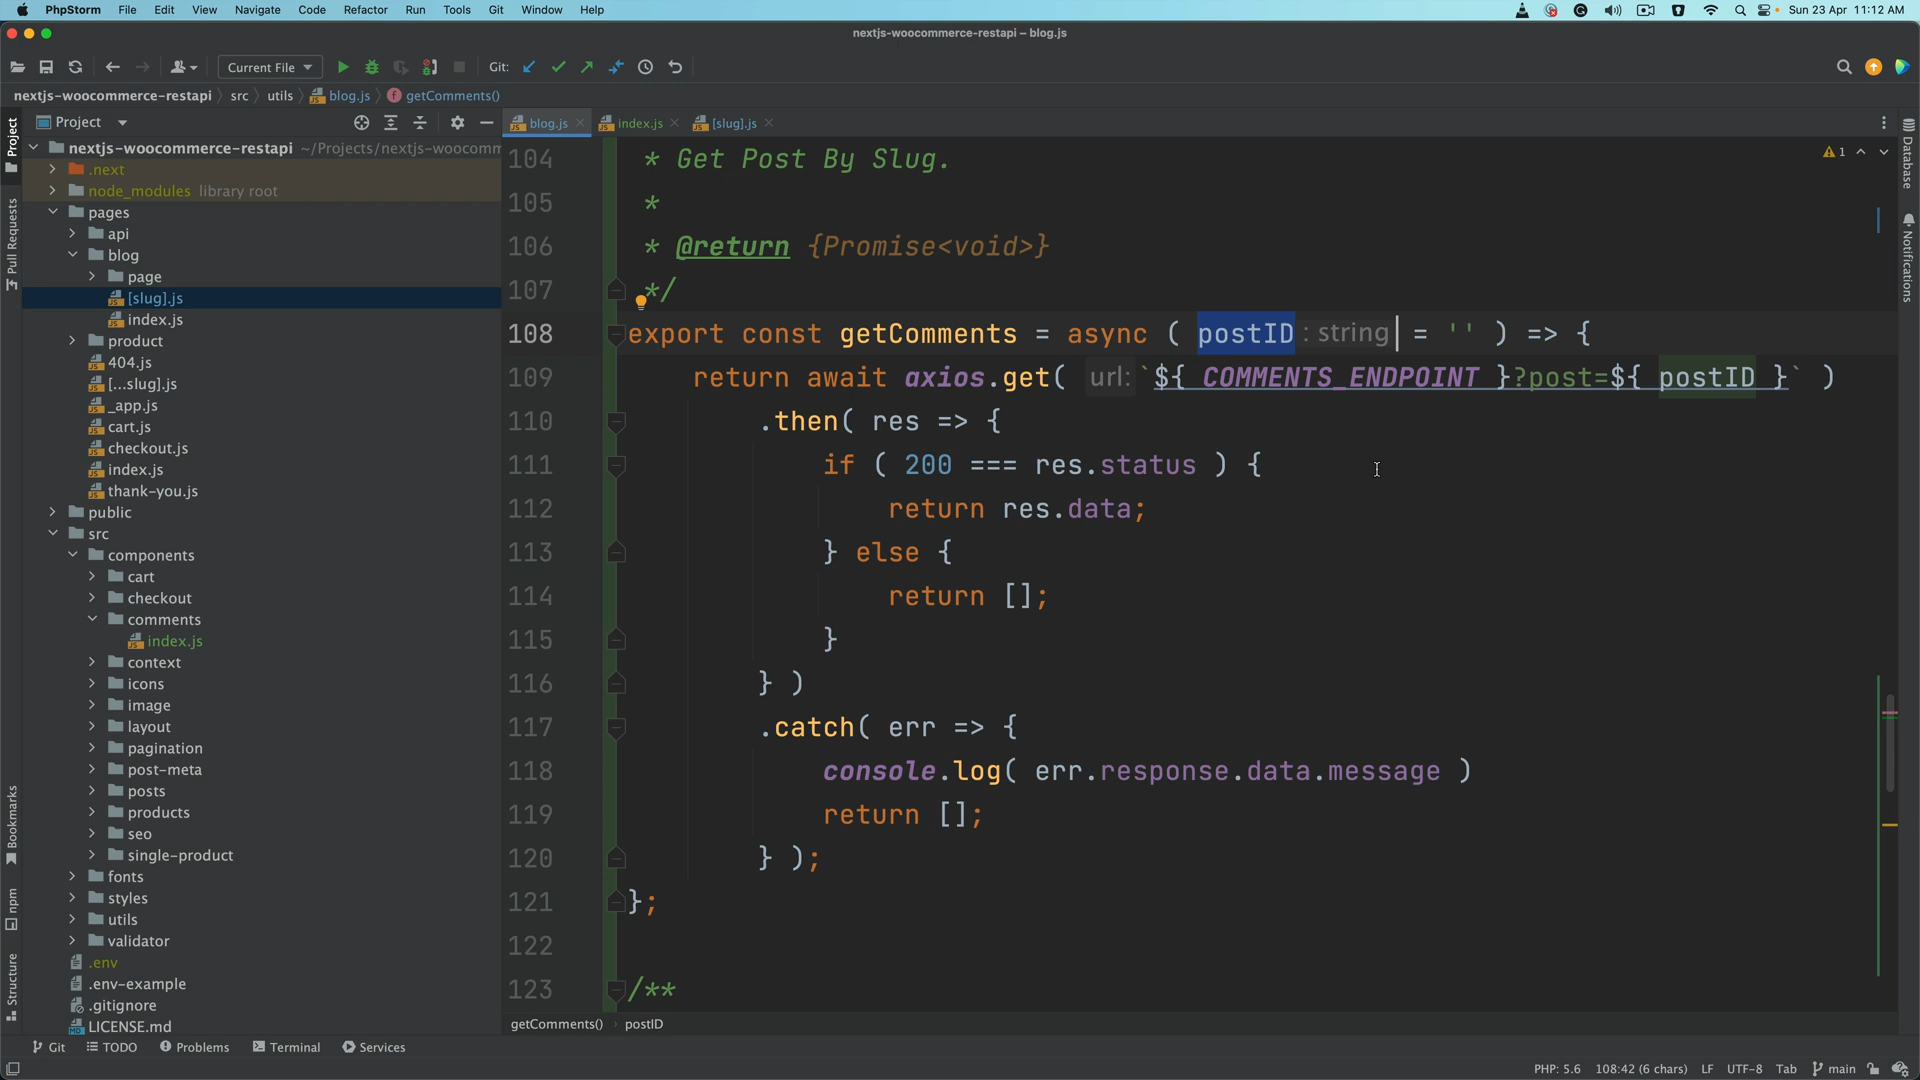 PhpStorm File Edit View Navigate Code Refactor Run Tools Git Window Help Sun 23 Apr 11:12 AM
nextjs-woocommerce-restapi – blog.js
Current File Git:
nextjs-woocommerce-restapi src utils blog.js getComments()
Project
blog.js index.js [slug].js
nextjs-woocommerce-restapi ~/Projects/nextjs-woocomm
.next
node_modules library root
pages
api
blog
page
[slug].js
index.js
product
404.js
[...slug].js
_app.js
cart.js
checkout.js
index.js
thank-you.js
public
src
components
cart
checkout
comments
index.js
context
icons
image
layout
pagination
post-meta
posts
products
seo
single-product
fonts
styles
utils
validator
.env
.env-example
.gitignore
LICENSE.md
Project
Pull Requests
Bookmarks
npm
Structure
104 * Get Post By Slug.
105 *
106 * @return {Promise<void>}
107 */
108 export const getComments = async ( postID : string = '' ) => {
109 return await axios.get( url: `${ COMMENTS_ENDPOINT }?post=${ postID }` )
110 .then( res => {
111 if ( 200 === res.status ) {
112 return res.data;
113 } else {
114 return [];
115 }
116 } )
117 .catch( err => {
118 console.log( err.response.data.message )
119 return [];
120 } );
121 };
122
123 /**
1
Database
Notifications
getComments() postID
Git TODO Problems Terminal Services
PHP: 5.6 108:42 (6 chars) LF UTF-8 Tab main